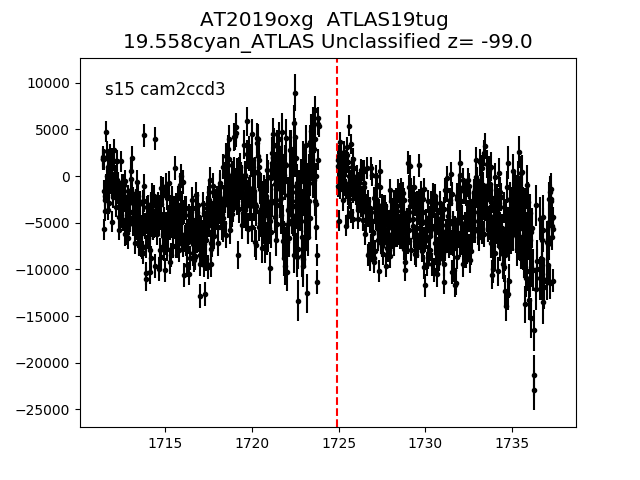 AT2019oxg  ATLAS19tug
19.558cyan_ATLAS Unclassified z= -99.0
s15 cam2ccd3
10000
5000
0
−5000
−10000
−15000
−20000
−25000
1715 1720 1725 1730 1735